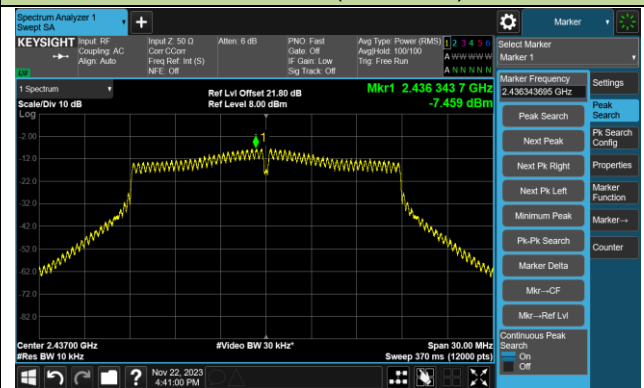 Spectrum Analyzer 1
Swept SA
+
Marker
KEYSIGHT
Input: RF
Coupling: AC
Align: Auto
Input Z: 50 Ω
Corr CCorr
Freq Ref: Int (S)
NFE: Off
Atten: 6 dB
PNO: Fast
Gate: Off
IF Gain: Low
Sig Track: Off
Avg Type: Power (RMS)
Avg|Hold: 100/100
Trig: Free Run
1 2 3 4 5 6
A W W W W W
A N N N N N
LW
Select Marker
Marker 1
1 Spectrum
Scale/Div 10 dB
Log
Ref Lvl Offset 21.80 dB
Ref Level 8.00 dBm
Mkr1 2.436 343 7 GHz
-7.459 dBm
Marker Frequency
2.436343695 GHz
Settings
Peak Search
Next Peak
Next Pk Right
Next Pk Left
Minimum Peak
Pk-Pk Search
Marker Delta
Mkr→CF
Mkr→Ref Lvl
Continuous Peak
Search
On
Off
Peak
Search
Pk Search
Config
Properties
Marker
Function
Marker→
Counter
1
-2.00
-12.0
-22.0
-32.0
-42.0
-52.0
-62.0
-72.0
-82.0
Center 2.43700 GHz
#Res BW 10 kHz
#Video BW 30 kHz*
Span 30.00 MHz
Sweep 370 ms (12000 pts)
?
Nov 22, 2023
4:41:00 PM